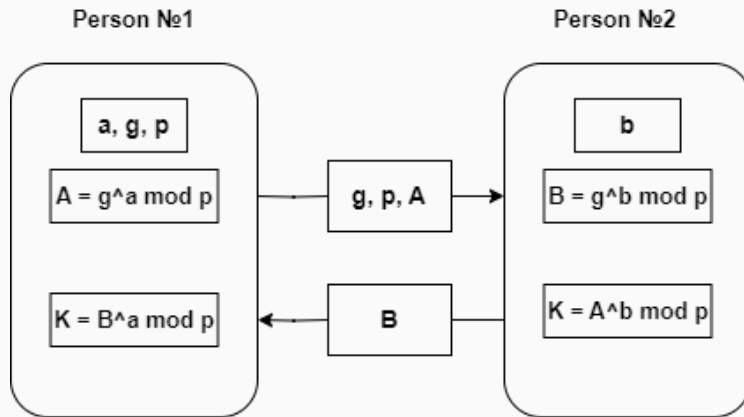 Person №1
Person №2
a, g, p
b
A = g^a mod p
g, p, A
B = g^b mod p
K = B^a mod p
B
K = A^b mod p